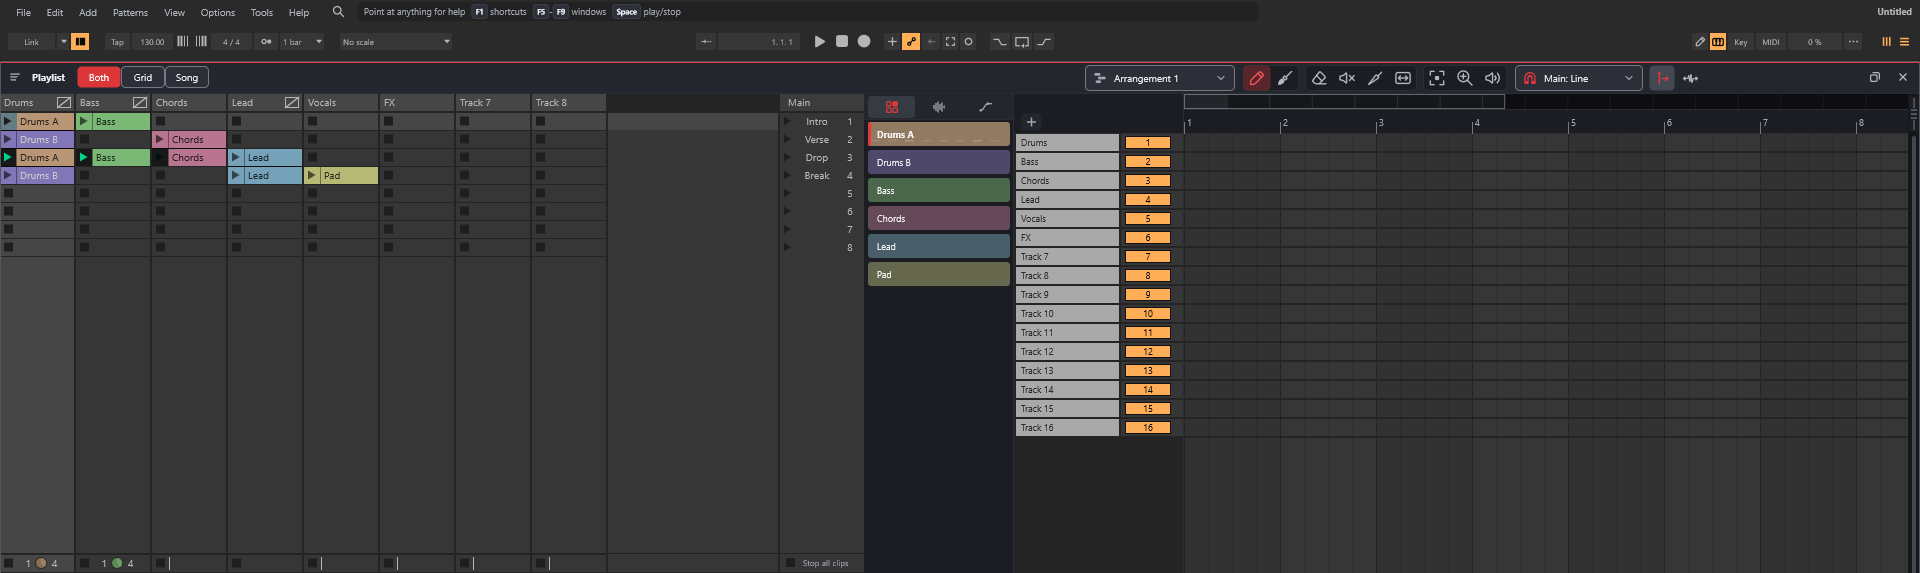 File Edit Add Patterns View Options Tools Help Point at anything for help F1 shortcuts F5 - F9 windows Space play/stop Untitled
Link Tap 130.00 4 / 4 1 bar No scale 1. 1. 1 Key MIDI 0 %
Playlist Both Grid Song Arrangement 1 Main: Line
Drums Bass Chords Lead Vocals FX Track 7 Track 8 Main
1 2 3 4 5 6 7 8
Drums A Bass Intro 1
Drums B Chords Verse 2
Drums A Bass Chords Lead Drop 3
Drums B Lead Pad Break 4
5
6
7
8
Drums A
Drums B
Bass
Chords
Lead
Pad
Drums 1
Bass 2
Chords 3
Lead 4
Vocals 5
FX 6
Track 7 7
Track 8 8
Track 9 9
Track 10 10
Track 11 11
Track 12 12
Track 13 13
Track 14 14
Track 15 15
Track 16 16
1 4 1 4 Stop all clips